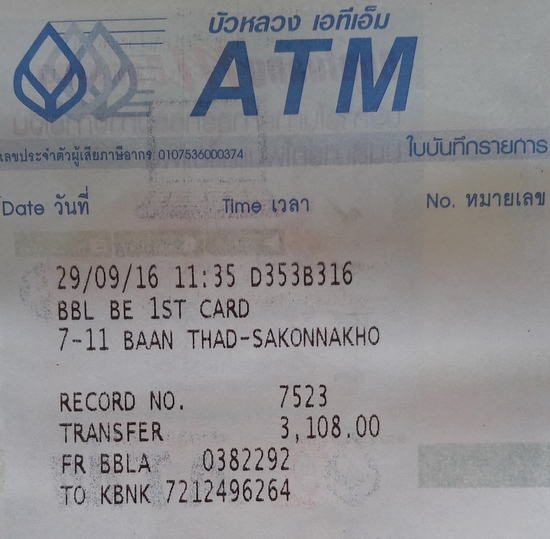 บัวหลวง เอทีเอ็ม
ATM
เลขประจำตัวผู้เสียภาษีอากร 0107536000374
ใบบันทึกรายการ
Date วันที่ Time เวลา No. หมายเลข
29/09/16 11:35 D353B316
BBL BE 1ST CARD
7-11 BAAN THAD-SAKONNAKHO
RECORD NO. 7523
TRANSFER 3,108.00
FR BBLA 0382292
TO KBNK 7212496264